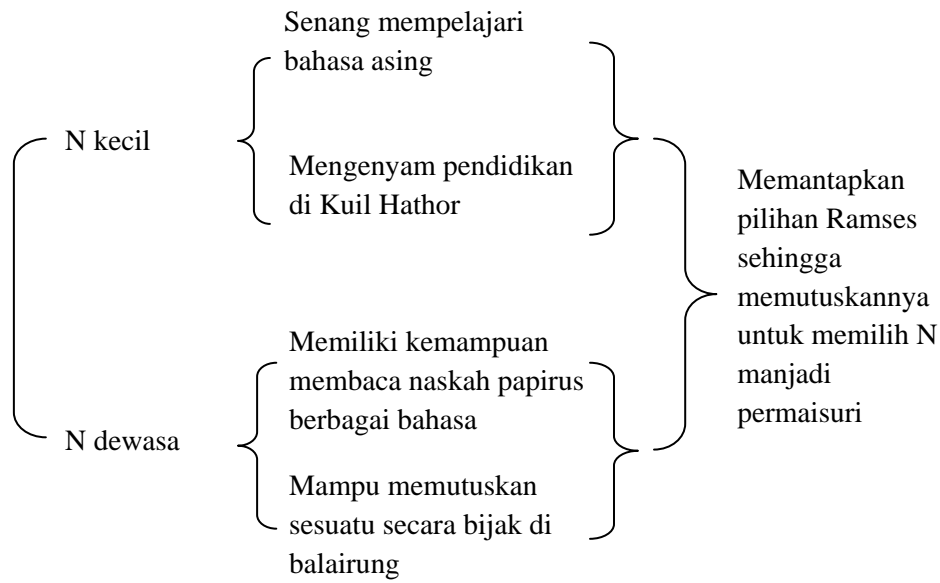 Senang mempelajari
bahasa asing
N kecil
Mengenyam pendidikan
di Kuil Hathor
Memantapkan
pilihan Ramses
sehingga
memutuskannya
untuk memilih N
manjadi
permaisuri
Memiliki kemampuan
membaca naskah papirus
berbagai bahasa
N dewasa
Mampu memutuskan
sesuatu secara bijak di
balairung